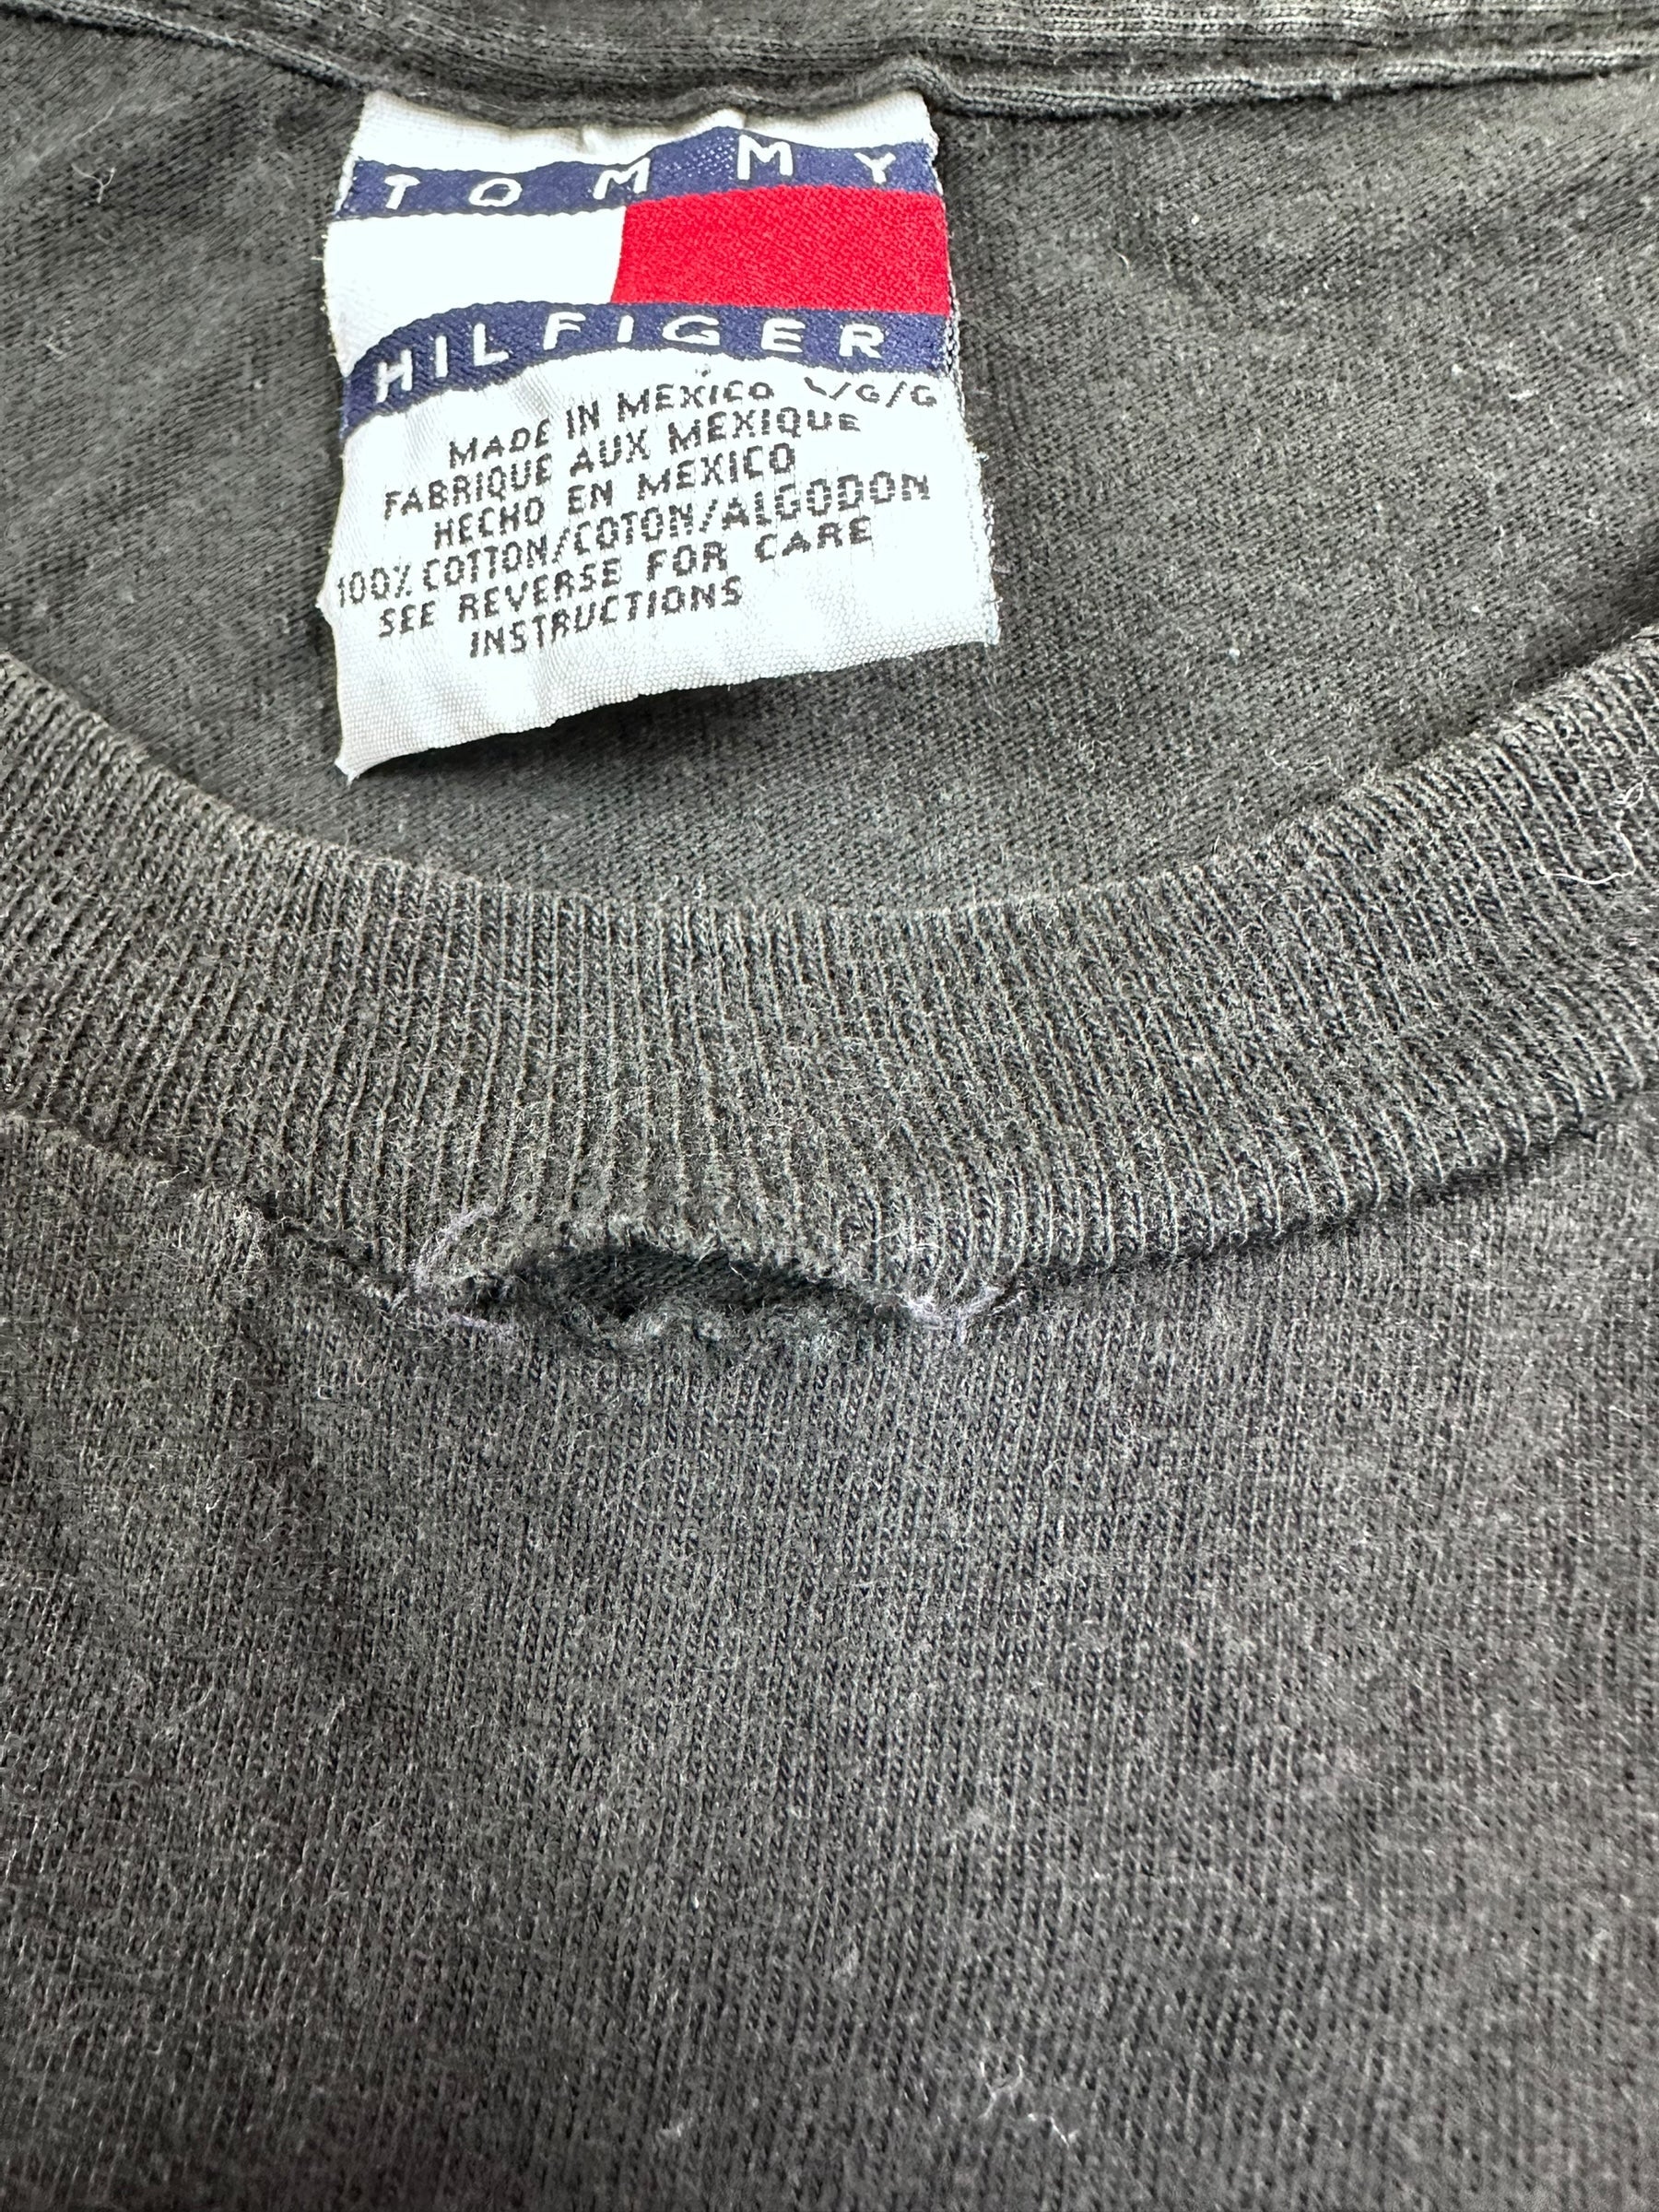 TOMMY
HILFIGER
MADE IN MEXICO L/G/G
FABRIQUE AUX MEXIQUE
HECHO EN MEXICO
100% COTTON/COTON/ALGODON
SEE REVERSE FOR CARE
INSTRUCTIONS